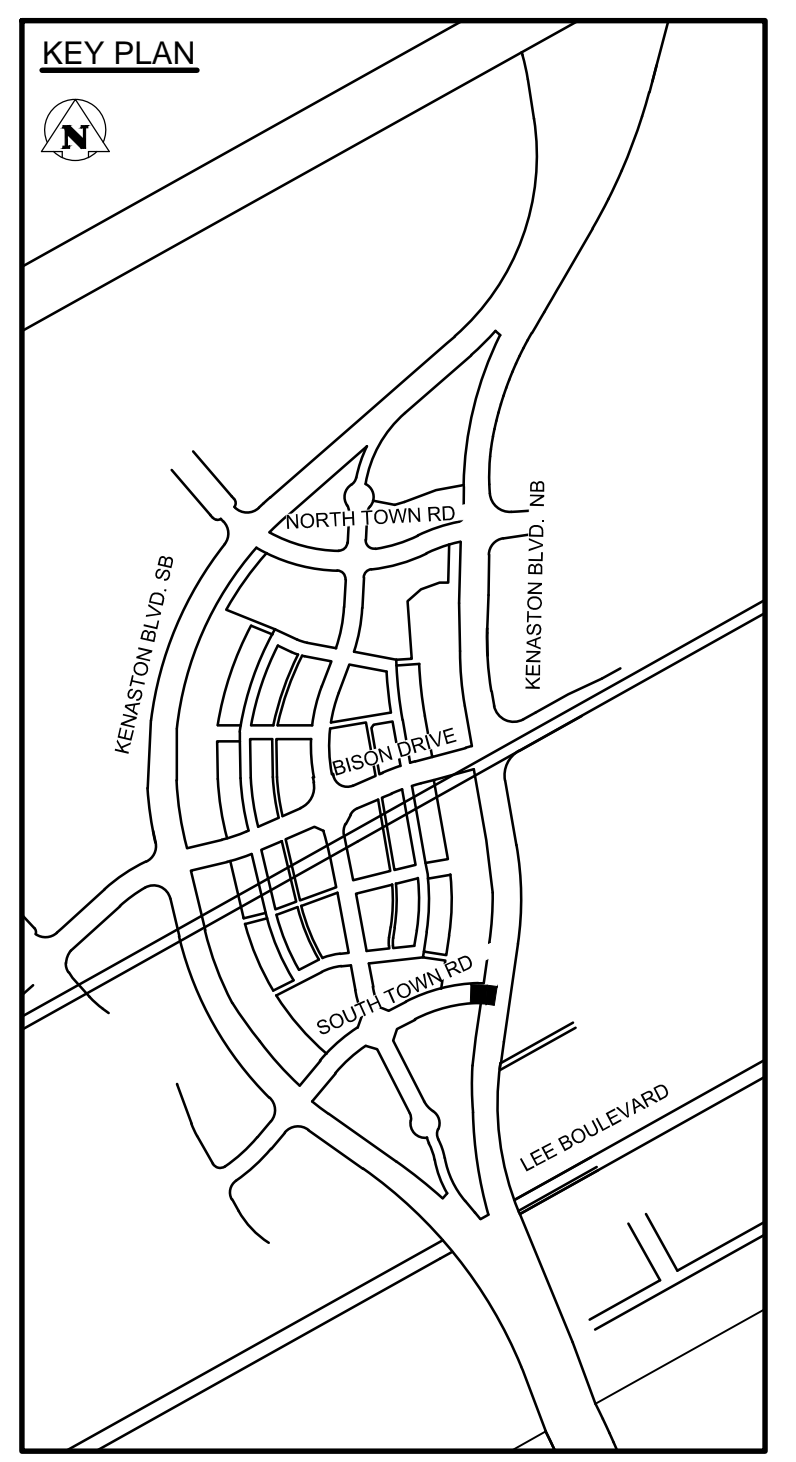 KEY PLAN
N
NORTH TOWN RD
KENASTON BLVD. NB
KENASTON BLVD. SB
BISON DRIVE
SOUTH TOWN RD
LEE BOULEVARD